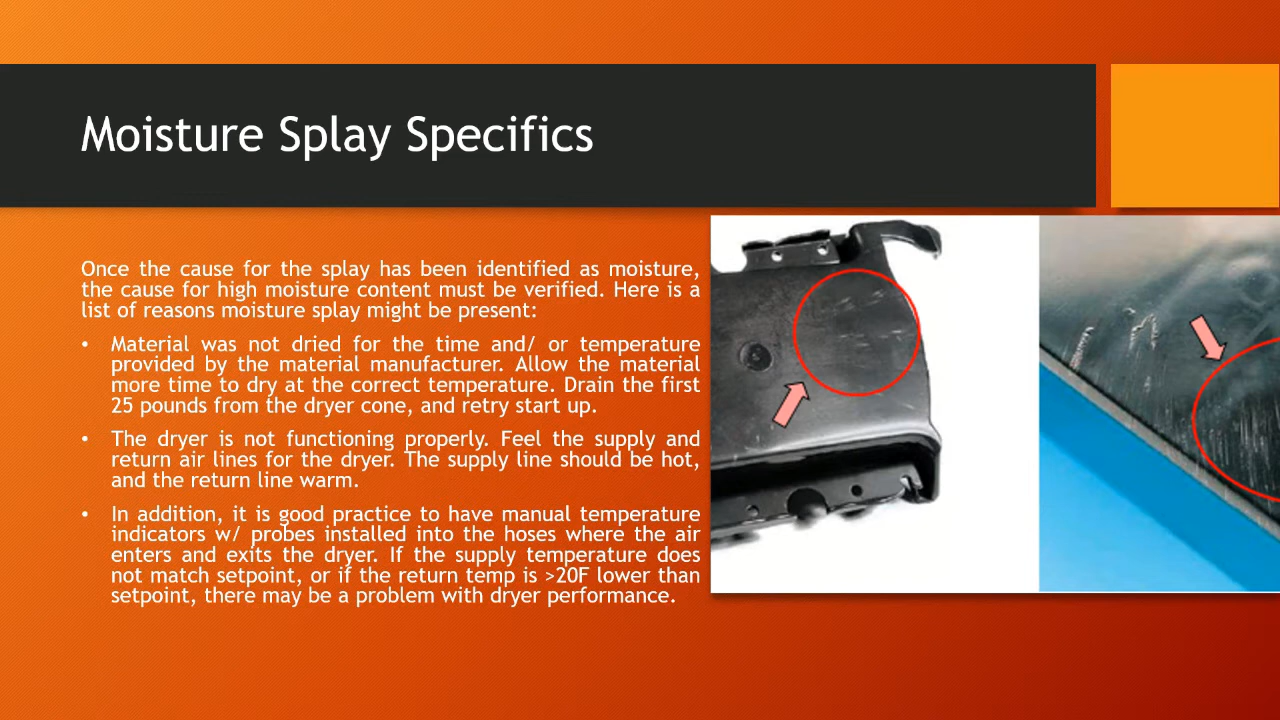 Moisture Splay Specifics
Once the cause for the splay has been identified as moisture,
the cause for high moisture content must be verified. Here is a
list of reasons moisture splay might be present:
• Material was not dried for the time and/ or temperature
provided by the material manufacturer. Allow the material
more time to dry at the correct temperature. Drain the first
25 pounds from the dryer cone, and retry start up.
• The dryer is not functioning properly. Feel the supply and
return air lines for the dryer. The supply line should be hot,
and the return line warm.
• In addition, it is good practice to have manual temperature
indicators w/ probes installed into the hoses where the air
enters and exits the dryer. If the supply temperature does
not match setpoint, or if the return temp is >20F lower than
setpoint, there may be a problem with dryer performance.